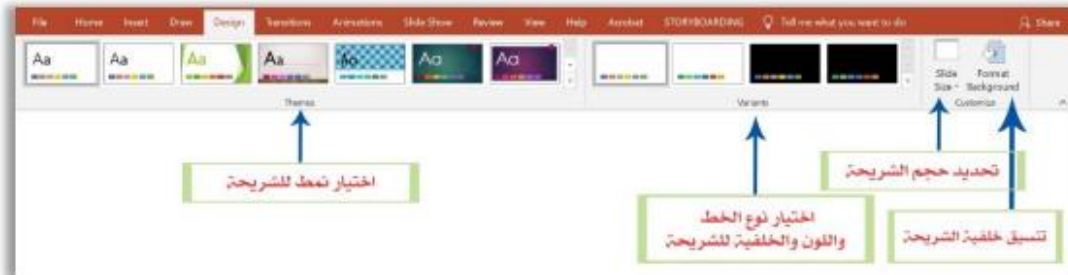 File Home Insert Draw Design Transitions Animations Slide Show Review View Help Acrobat STORYBOARDING Tell me what you want to do Share
Aa Aa Aa Aa Aa Aa Aa
Slide Size Format Background
Themes Variants Customize
اختيار نمط للشريحة
تحديد حجم الشريحة
اختيار نوع الخط
واللون والخلفية للشريحة
تنسيق خلفية الشريحة